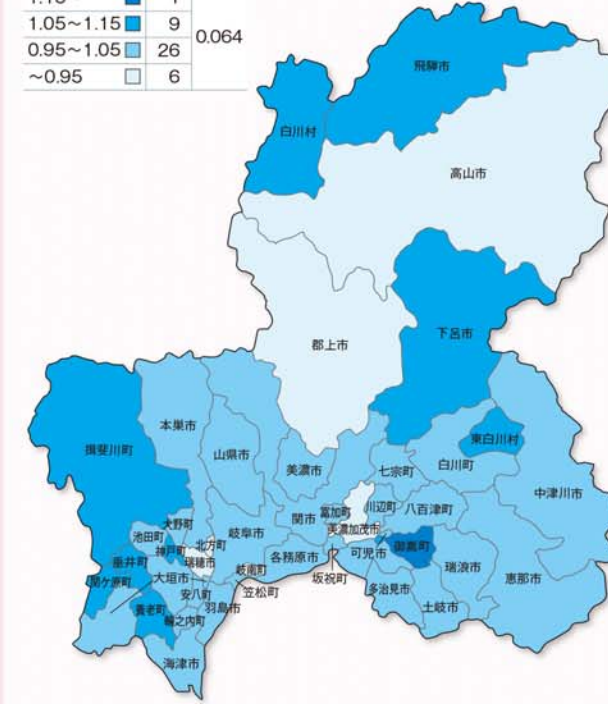 1.05～1.15 9
0.95～1.05 26
～0.95 6
0.064
飛騨市
白川村
高山市
郡上市
下呂市
揖斐川町
本巣市
山県市
美濃市
七宗町
白川町
東白川村
中津川市
関市
富加町
川辺町
八百津町
美濃加茂市
大野町
池田町
北方町
岐阜市
神戸町
瑞穂市
各務原市
可児市
御嵩町
瑞浪市
恵那市
垂井町
関ケ原町
大垣市
岐南町
坂祝町
笠松町
安八町
羽島市
多治見市
土岐市
養老町
輪之内町
海津市